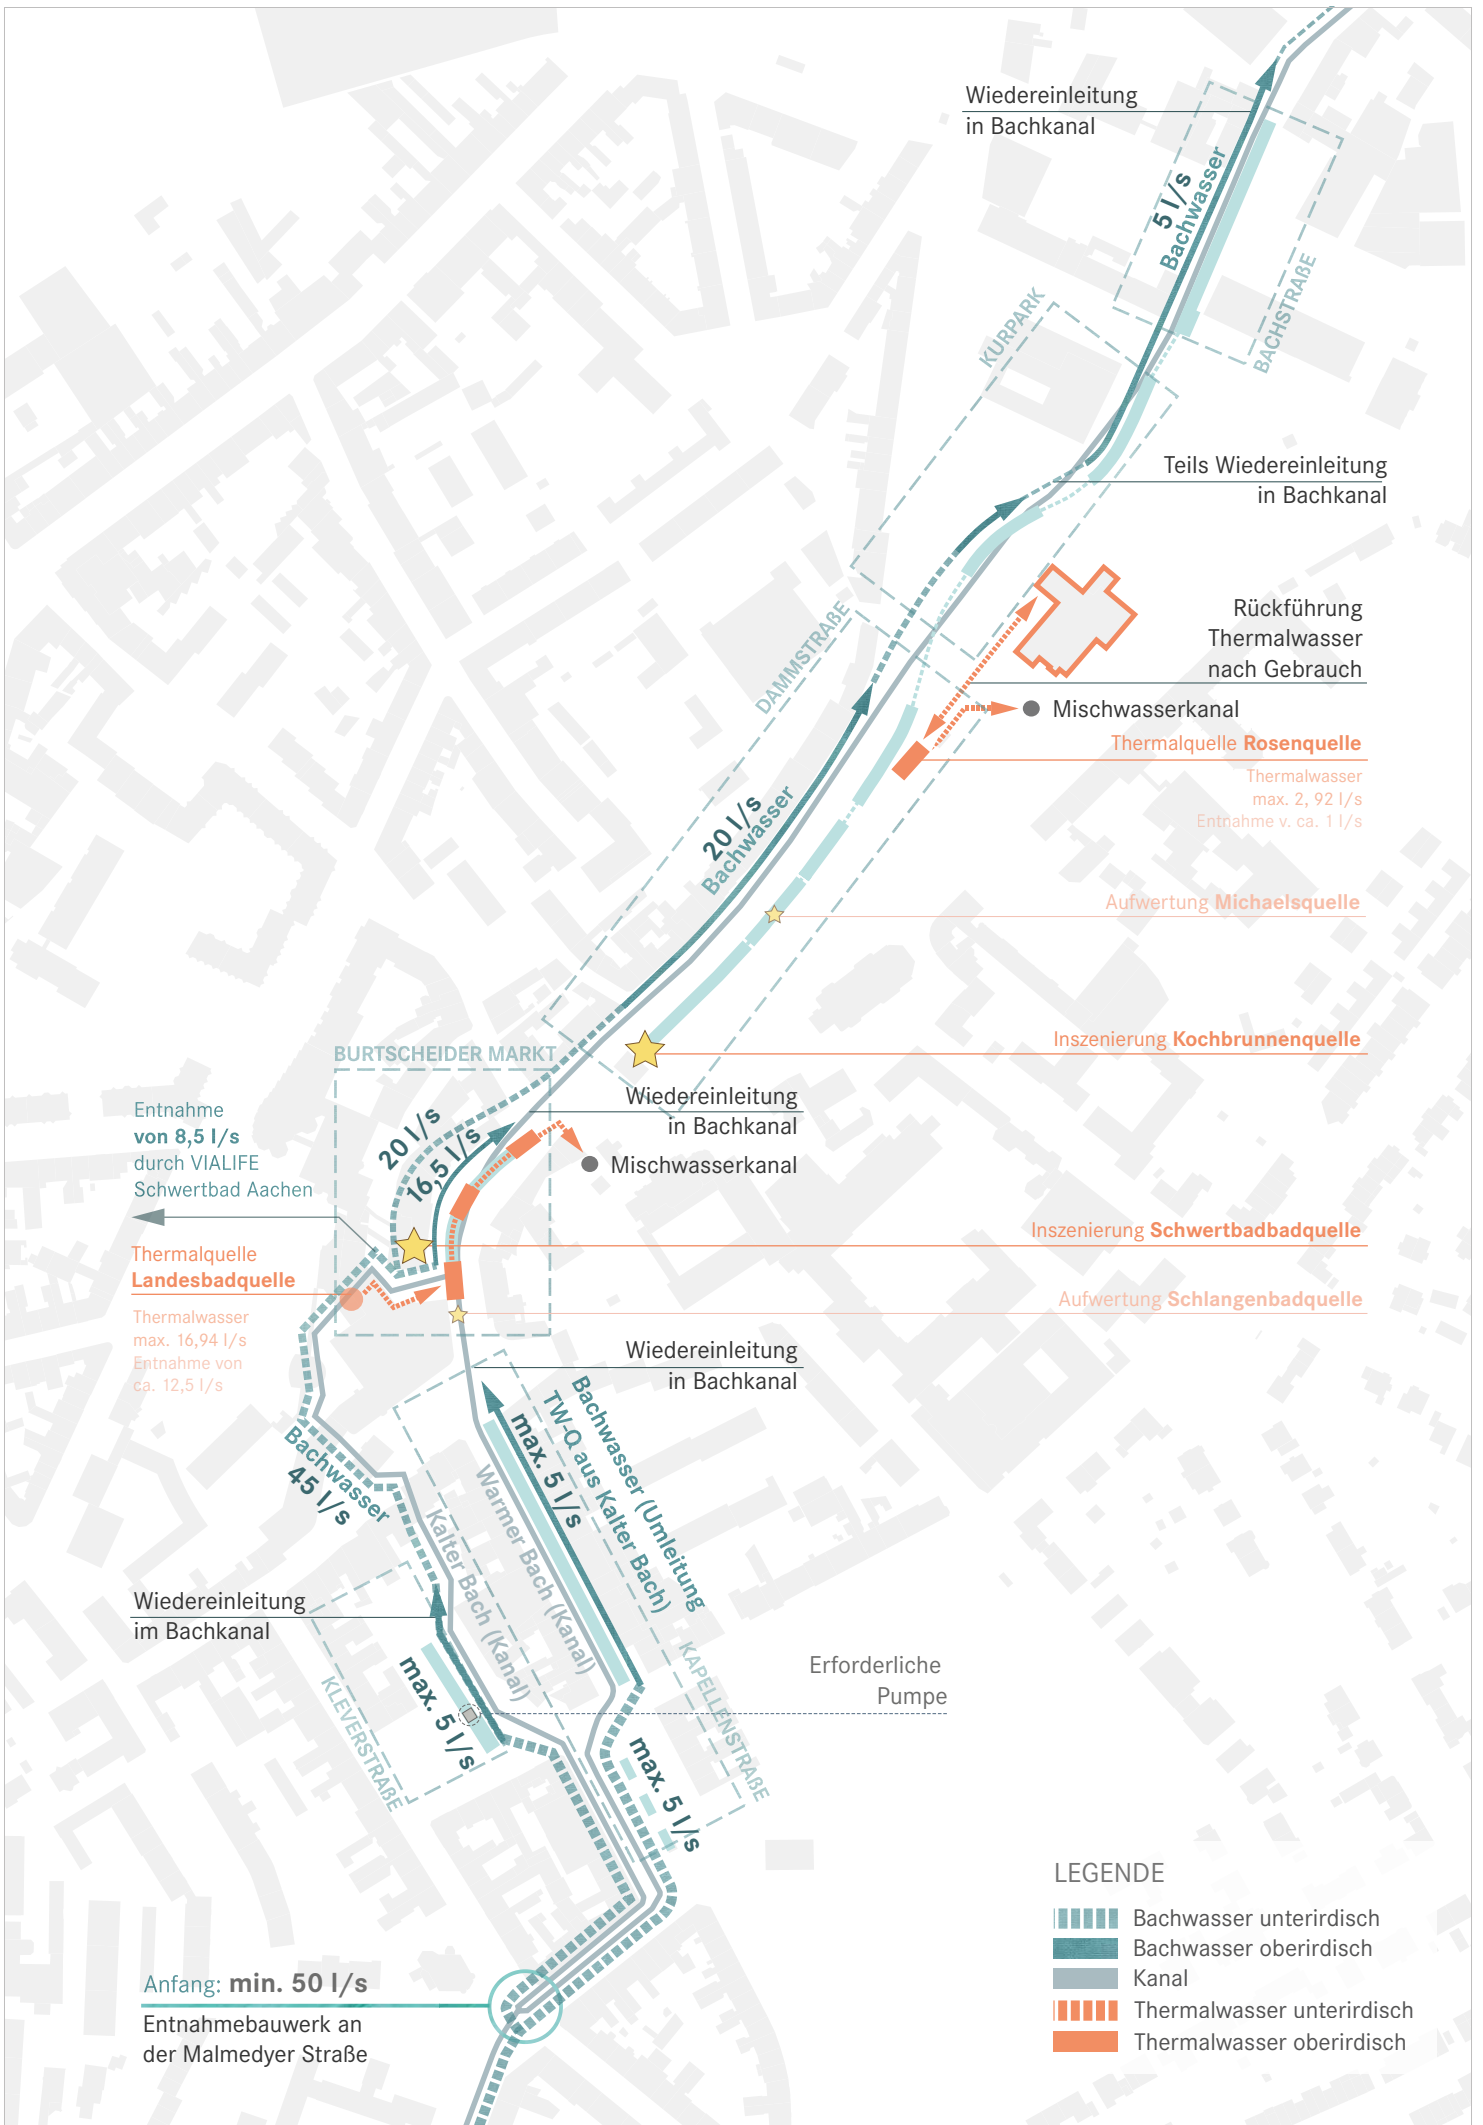 Wiedereinleitung
in Bachkanal
5 l/s
Bachwasser
BACHSTRAßE
KURPARK
Teils Wiedereinleitung
in Bachkanal
Rückführung
Thermalwasser
nach Gebrauch
Mischwasserkanal
Thermalquelle Rosenquelle
Thermalwasser
max. 2, 92 l/s
Entnahme v. ca. 1 l/s
DAMMSTRAßE
20 l/s
Bachwasser
Aufwertung Michaelsquelle
Inszenierung Kochbrunnenquelle
BURTSCHEIDER MARKT
Wiedereinleitung
in Bachkanal
Mischwasserkanal
20 l/s
16,5 l/s
Entnahme
von 8,5 l/s
durch VIALIFE
Schwertbad Aachen
Inszenierung Schwertbadbadquelle
Thermalquelle
Landesbadquelle
Thermalwasser
max. 16,94 l/s
Entnahme von
ca. 12,5 l/s
Aufwertung Schlangenbadquelle
Wiedereinleitung
in Bachkanal
Bachwasser
45 l/s
max. 5 l/s
Bachwasser (Umleitung
TW-Q aus Kalter Bach)
Warmer Bach (Kanal)
Kalter Bach (Kanal)
Wiedereinleitung
im Bachkanal
KLEVERSTRAßE
max. 5 l/s
Erforderliche
Pumpe
KAPELLENSTRAßE
max. 5 l/s
Anfang: min. 50 l/s
Entnahmebauwerk an
der Malmedyer Straße
LEGENDE
Bachwasser unterirdisch
Bachwasser oberirdisch
Kanal
Thermalwasser unterirdisch
Thermalwasser oberirdisch